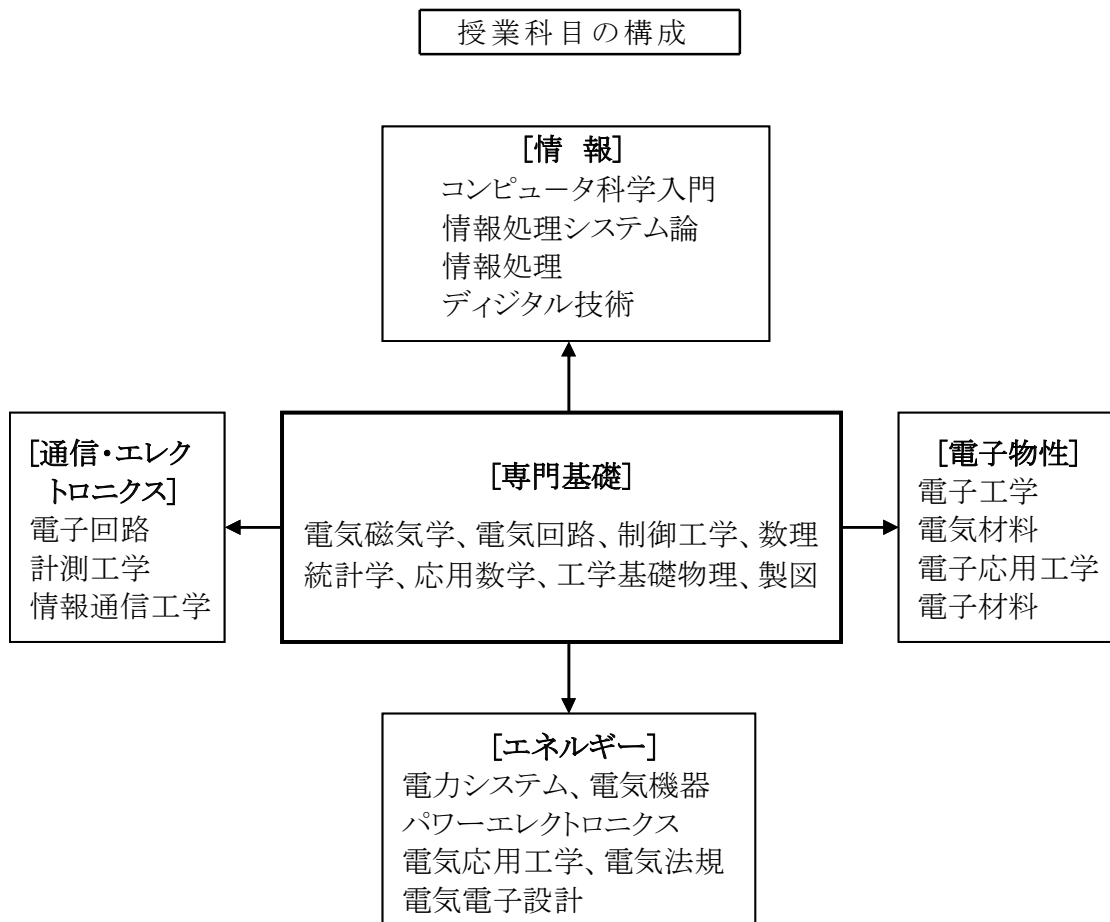 授業科目の構成
[情 報]
コンピュータ科学入門
情報処理システム論
情報処理
ディジタル技術
[通信・エレク
トロニクス]
電子回路
計測工学
情報通信工学
[専門基礎]
電気磁気学、電気回路、制御工学、数理
統計学、応用数学、工学基礎物理、製図
[電子物性]
電子工学
電気材料
電子応用工学
電子材料
[エネルギー]
電力システム、電気機器
パワーエレクトロニクス
電気応用工学、電気法規
電気電子設計